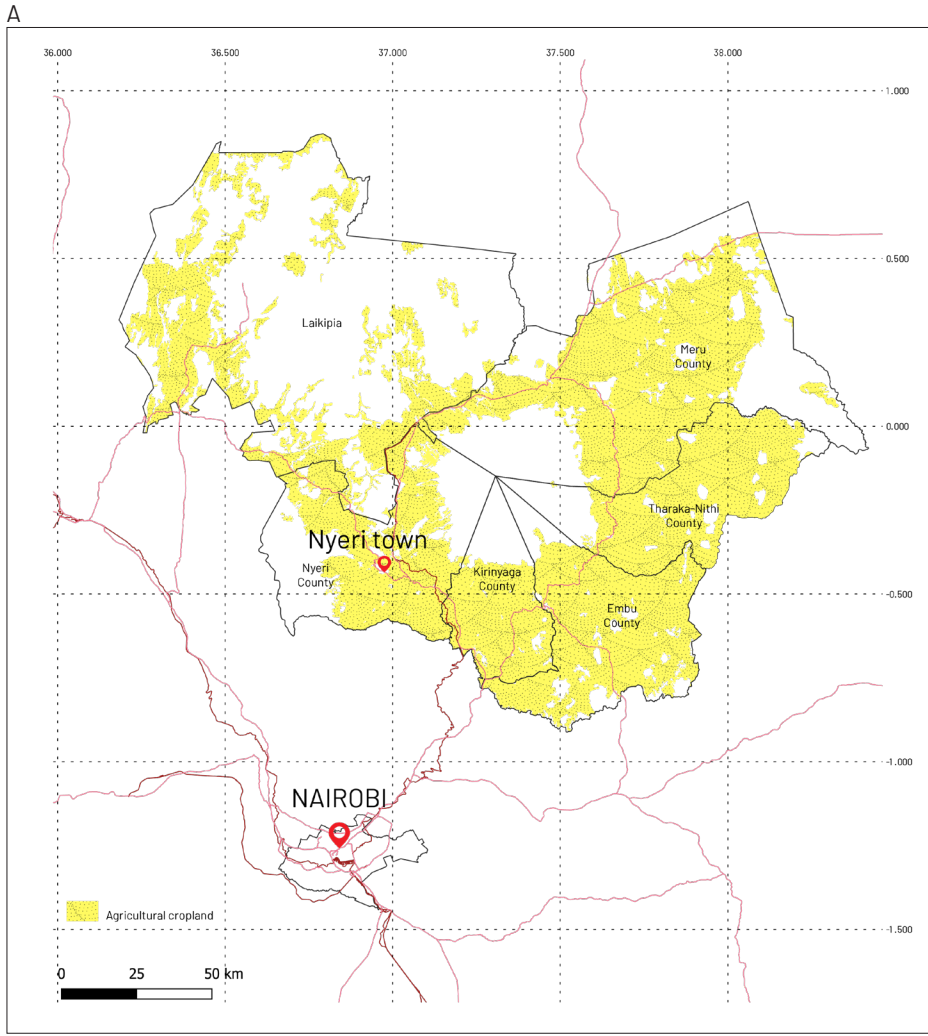 A
36.000 36.500 37.000 37.500 38.000
1.000
0.500
Laikipia
Meru
County
0.000
Tharaka-Nithi
County
Nyeri town
Nyeri
County
Kirinyaga
County
-0.500
Embu
County
-1.000
NAIROBI
Agricultural cropland
-1.500
0 25 50 km